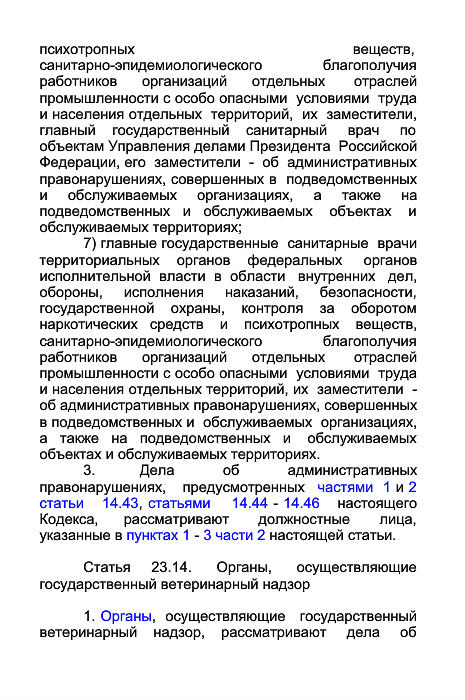 психотропных веществ,
санитарно-эпидемиологического благополучия
работников организаций отдельных отраслей
промышленности с особо опасными условиями труда
и населения отдельных территорий, их заместители,
главный государственный санитарный врач по
объектам Управления делами Президента Российской
Федерации, его заместители - об административных
правонарушениях, совершенных в подведомственных
и обслуживаемых организациях, а также на
подведомственных и обслуживаемых объектах и
обслуживаемых территориях;
7) главные государственные санитарные врачи
территориальных органов федеральных органов
исполнительной власти в области внутренних дел,
обороны, исполнения наказаний, безопасности,
государственной охраны, контроля за оборотом
наркотических средств и психотропных веществ,
санитарно-эпидемиологического благополучия
работников организаций отдельных отраслей
промышленности с особо опасными условиями труда
и населения отдельных территорий, их заместители -
об административных правонарушениях, совершенных
в подведомственных и обслуживаемых организациях,
а также на подведомственных и обслуживаемых
объектах и обслуживаемых территориях.
3. Дела об административных
правонарушениях, предусмотренных частями 1 и 2
статьи 14.43, статьями 14.44 - 14.46 настоящего
Кодекса, рассматривают должностные лица,
указанные в пунктах 1 - 3 части 2 настоящей статьи.
Статья 23.14. Органы, осуществляющие
государственный ветеринарный надзор
1. Органы, осуществляющие государственный
ветеринарный надзор, рассматривают дела об